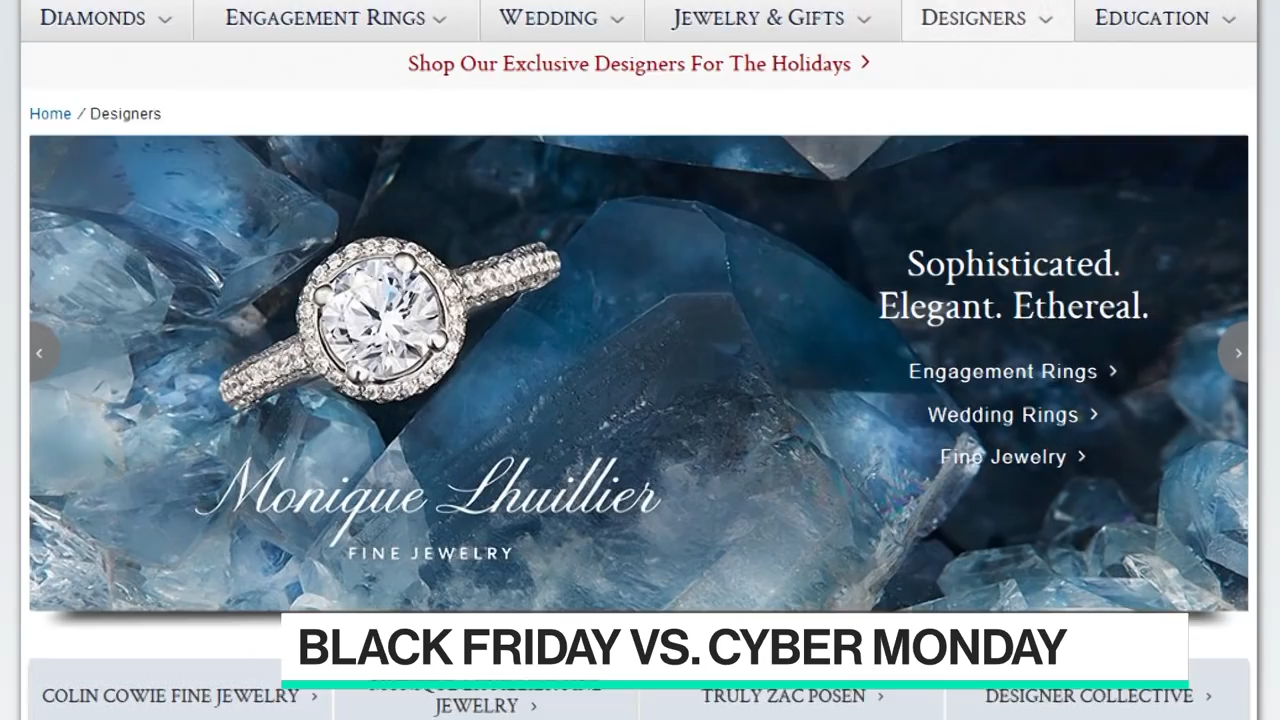 DIAMONDS
ENGAGEMENT RINGS
WEDDING
JEWELRY & GIFTS
DESIGNERS
EDUCATION
Shop Our Exclusive Designers For The Holidays
Home / Designers
Sophisticated.
Elegant. Ethereal.
Engagement Rings
Wedding Rings
Fine Jewelry
Monique Lhuillier
FINE JEWELRY
BLACK FRIDAY VS. CYBER MONDAY
COLIN COWIE FINE JEWELRY
JEWELRY
TRULY ZAC POSEN
DESIGNER COLLECTIVE